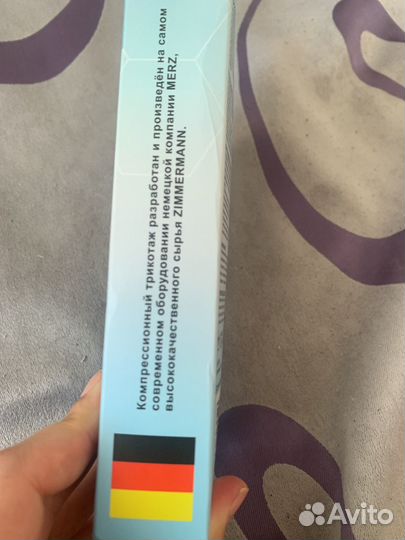 Компрессионный трикотаж разработан и произведён на самом
современном оборудовании немецкой компании MERZ,
высококачественного сырья ZIMMERMANN.
Avito